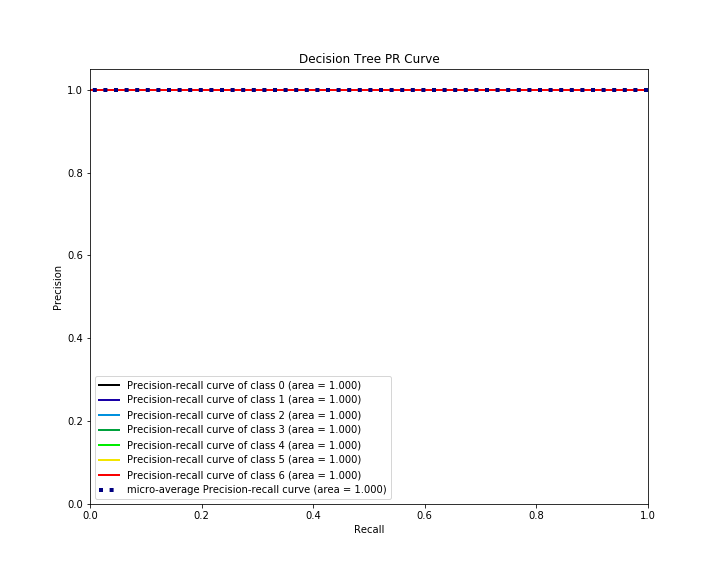 Decision Tree PR Curve
1.0
0.8
0.6
0.4
0.2
0.0
Precision
Precision-recall curve of class 0 (area = 1.000)
Precision-recall curve of class 1 (area = 1.000)
Precision-recall curve of class 2 (area = 1.000)
Precision-recall curve of class 3 (area = 1.000)
Precision-recall curve of class 4 (area = 1.000)
Precision-recall curve of class 5 (area = 1.000)
Precision-recall curve of class 6 (area = 1.000)
micro-average Precision-recall curve (area = 1.000)
0.0 0.2 0.4 0.6 0.8 1.0
Recall